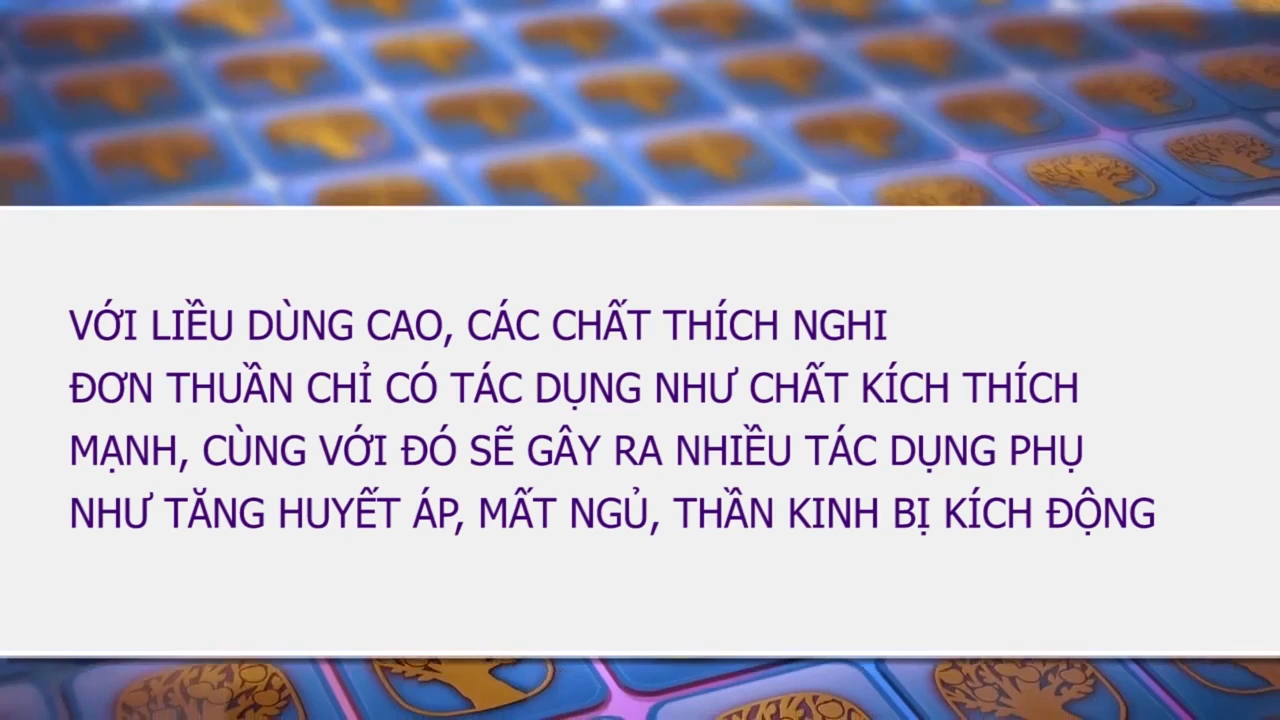 VỚI LIỀU DÙNG CAO, CÁC CHẤT THÍCH NGHI
ĐƠN THUẦN CHỈ CÓ TÁC DỤNG NHƯ CHẤT KÍCH THÍCH
MẠNH, CÙNG VỚI ĐÓ SẼ GÂY RA NHIỀU TÁC DỤNG PHỤ
NHƯ TĂNG HUYẾT ÁP, MẤT NGỦ, THẦN KINH BỊ KÍCH ĐỘNG